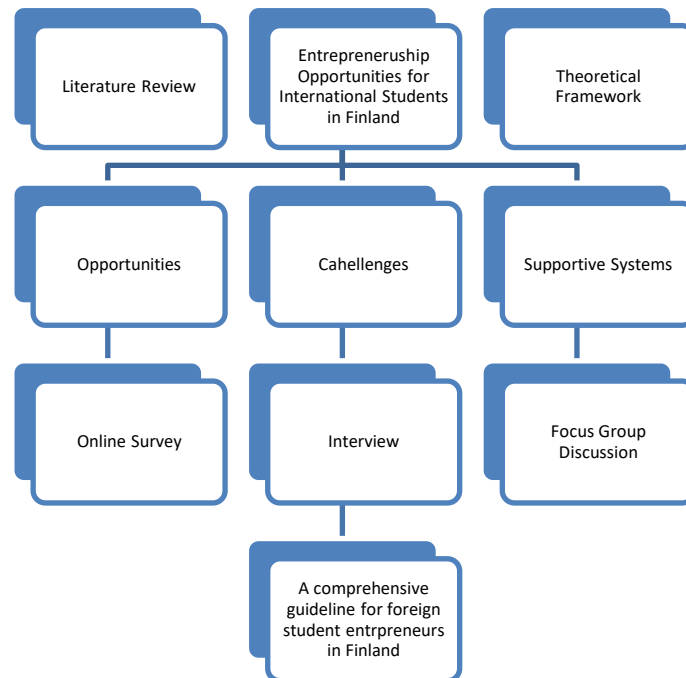 Literature Review
Entrepreneruship
Opportunities for
International Students
in Finland
Theoretical
Framework
Opportunities
Cahellenges
Supportive Systems
Online Survey
Interview
Focus Group
Discussion
A comprehensive
guideline for foreign
student entrpreneurs
in Finland